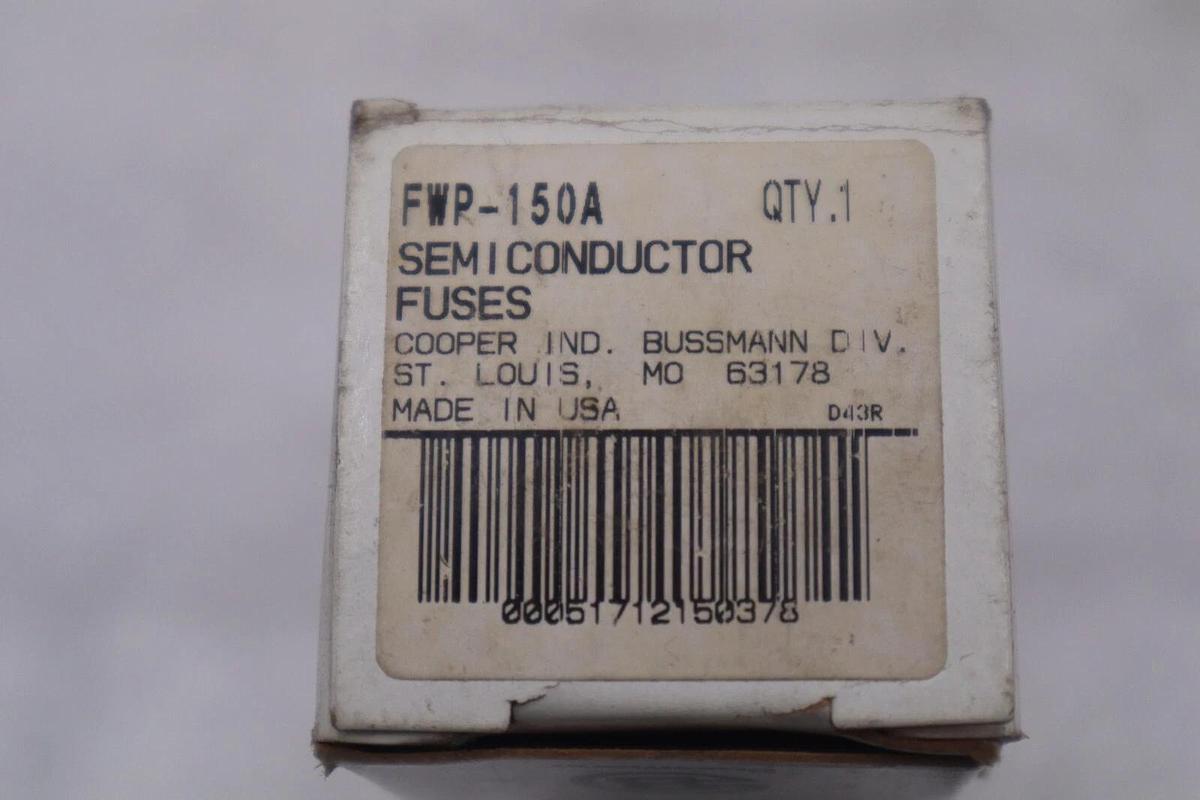 FWP-150A QTY.1
SEMICONDUCTOR
FUSES
COOPER IND. BUSSMANN DIV.
ST. LOUIS, MO 63178
MADE IN USA D43R
00051712150378